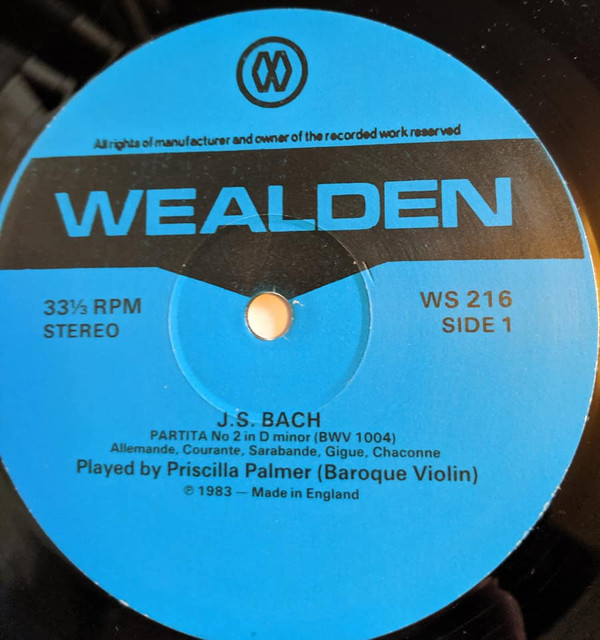 All rights of manufacturer and owner of the recorded work reserved
WEALDEN
33⅓ RPM
STEREO
WS 216
SIDE 1
J.S. BACH
PARTITA No 2 in D minor (BWV 1004)
Allemande, Courante, Sarabande, Gigue, Chaconne
Played by Priscilla Palmer (Baroque Violin)
℗ 1983 — Made in England